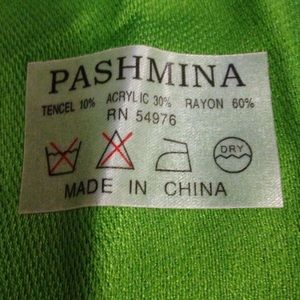 PASHMINA
TENCEL 10% ACRYLIC 30% RAYON 60%
RN 54976
DRY
MADE IN CHINA